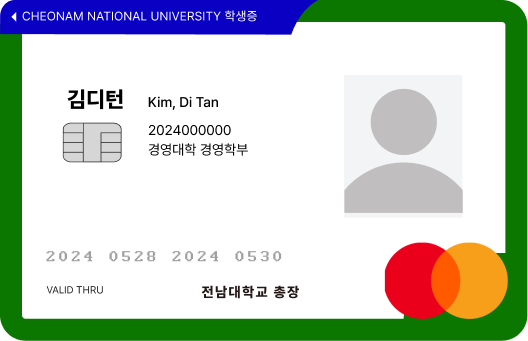 CHEONAM NATIONAL UNIVERSITY 학생증
김디턴 Kim, Di Tan
2024000000
경영대학 경영학부
2024 0528 2024 0530
VALID THRU 전남대학교 총장